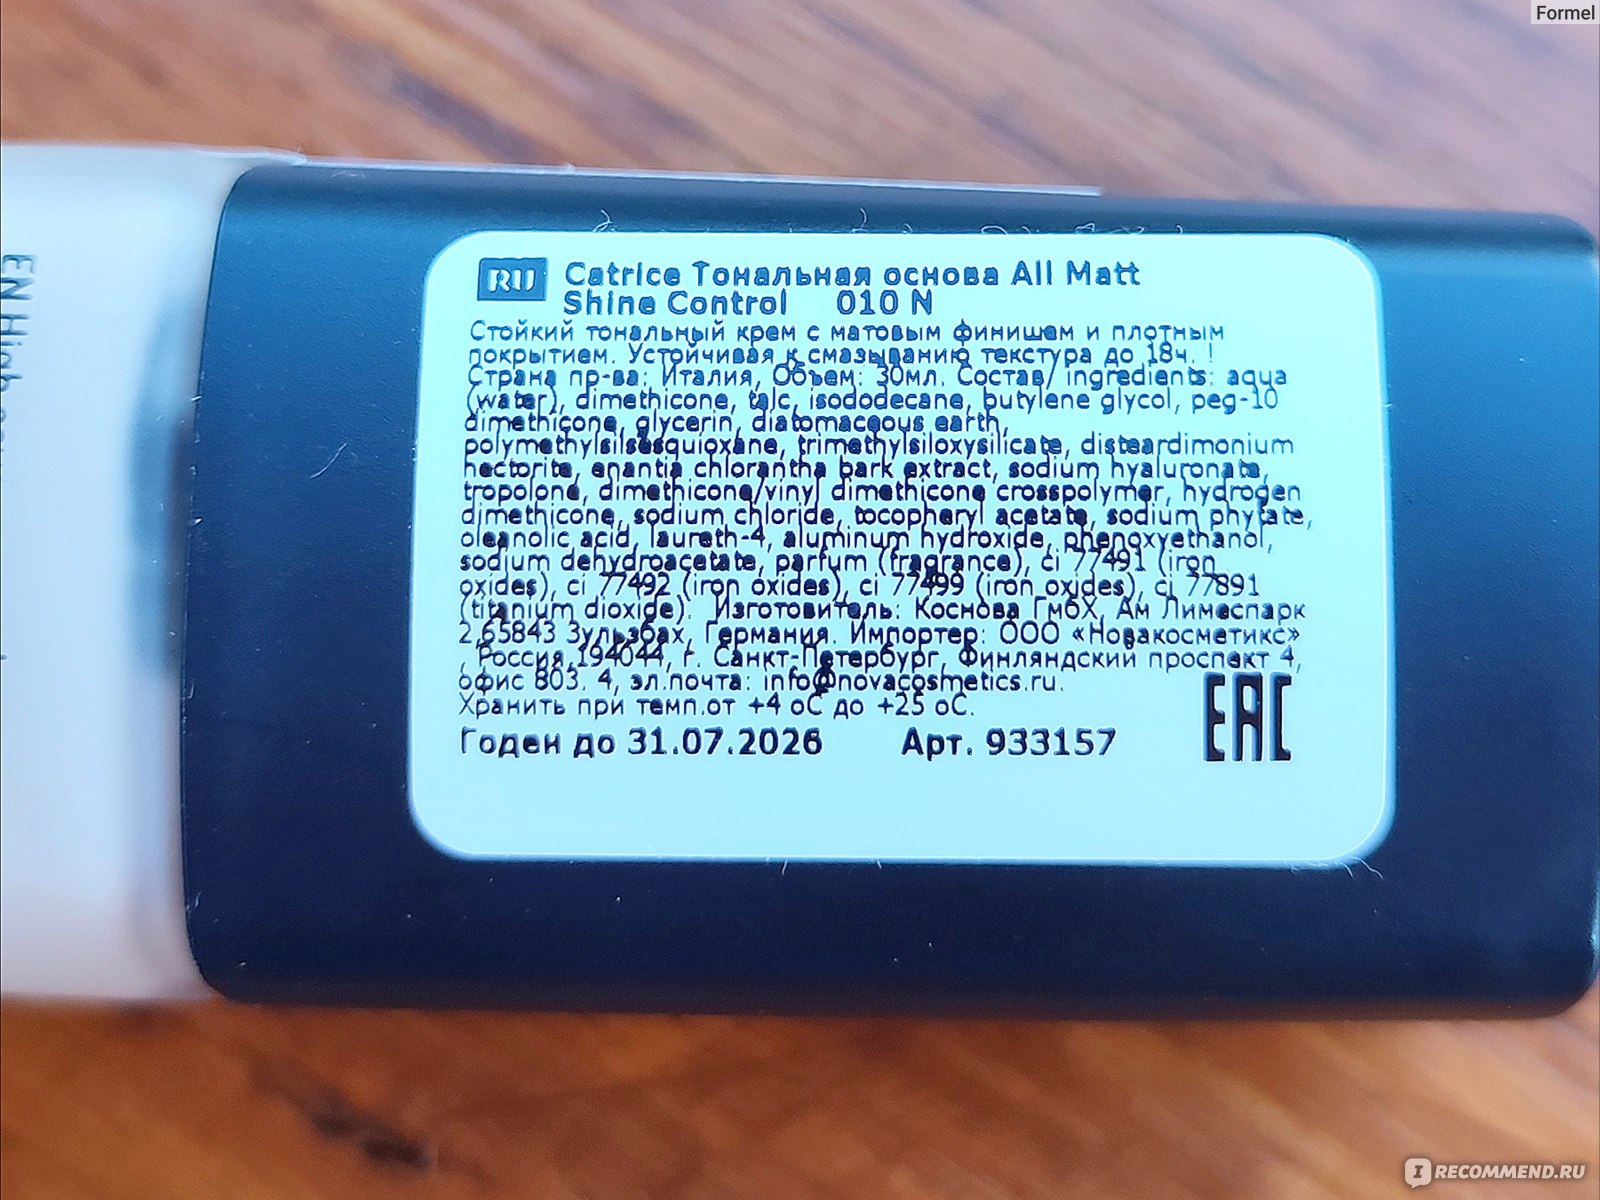 Formel
EN High
RU Catrice Тональная основа All Matt
Shine Control 010 N
Стойкий тональный крем с матовым финишем и плотным
покрытием. Устойчивая к смазыванию текстура до 18ч. !
Страна пр-ва: Италия, Объем: 30мл. Состав/ ingredients: aqua
(water), dimethicone, talc, isododecane, butylene glycol, peg-10
dimethicone, glycerin, diatomaceous earth,
polymethylsilsesquioxane, trimethylsiloxysilicate, disteardimonium
hectorite, enantia chlorantha bark extract, sodium hyaluronate,
tropolone, dimethicone/vinyl dimethicone crosspolymer, hydrogen
dimethicone, sodium chloride, tocopheryl acetate, sodium phytate,
oleanolic acid, laureth-4, aluminum hydroxide, phenoxyethanol,
sodium dehydroacetate, parfum (fragrance), ci 77491 (iron
oxides), ci 77492 (iron oxides), ci 77499 (iron oxides), ci 77891
(titanium dioxide). Изготовитель: Коснова ГмбХ, Ам Лимеспарк
2,65843 Зульзбах, Германия. Импортер: ООО «Новакосметикс»
, Россия,194044, г. Санкт-Петербург, Финляндский проспект 4,
офис 803. 4, эл.почта: info@novacosmetics.ru.
Хранить при темп.от +4 oC до +25 oC.
Годен до 31.07.2026 Арт. 933157
EAC
IRECOMMEND.RU